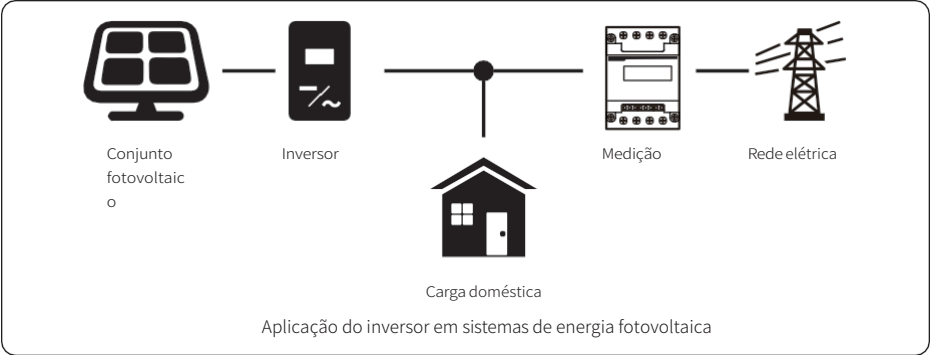 Conjunto
fotovoltaic
o
Inversor
Medição
Rede elétrica
Carga doméstica
Aplicação do inversor em sistemas de energia fotovoltaica